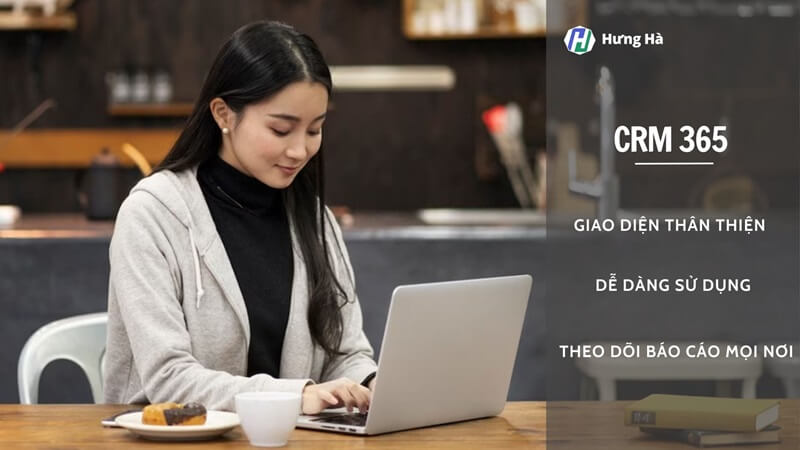 Hưng Hà
CRM 365
GIAO DIỆN THÂN THIỆN
DỄ DÀNG SỬ DỤNG
THEO DÕI BÁO CÁO MỌI NƠI